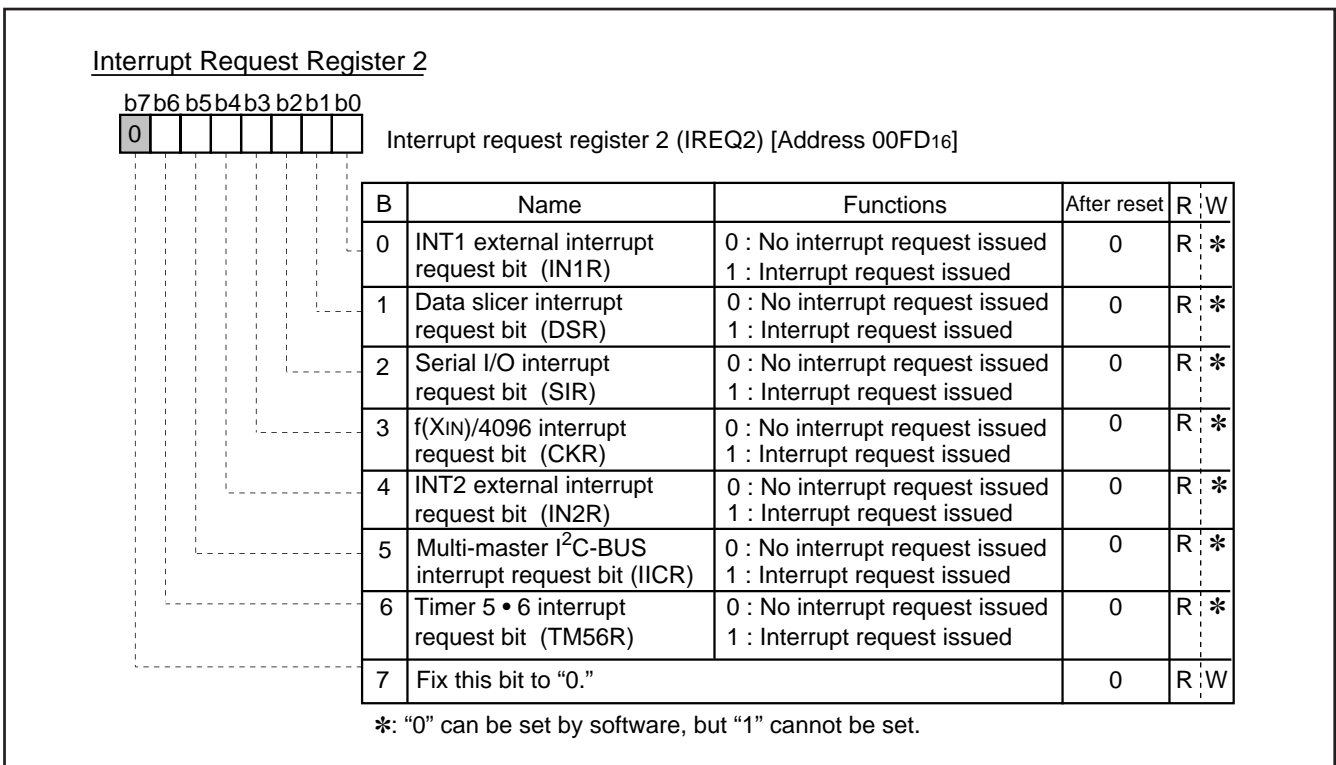 Interrupt Request Register 2
b7 b6 b5 b4 b3 b2 b1 b0
0
Interrupt request register 2 (IREQ2) [Address 00FD16]
B Name Functions After reset R W
0 INT1 external interrupt request bit (IN1R) 0 : No interrupt request issued 0 R ✽
1 : Interrupt request issued
1 Data slicer interrupt request bit (DSR) 0 : No interrupt request issued 0 R ✽
1 : Interrupt request issued
2 Serial I/O interrupt request bit (SIR) 0 : No interrupt request issued 0 R ✽
1 : Interrupt request issued
3 f(XIN)/4096 interrupt request bit (CKR) 0 : No interrupt request issued 0 R ✽
1 : Interrupt request issued
4 INT2 external interrupt request bit (IN2R) 0 : No interrupt request issued 0 R ✽
1 : Interrupt request issued
5 Multi-master I2C-BUS interrupt request bit (IICR) 0 : No interrupt request issued 0 R ✽
1 : Interrupt request issued
6 Timer 5 • 6 interrupt request bit (TM56R) 0 : No interrupt request issued 0 R ✽
1 : Interrupt request issued
7 Fix this bit to “0.” 0 R W
✽: “0” can be set by software, but “1” cannot be set.